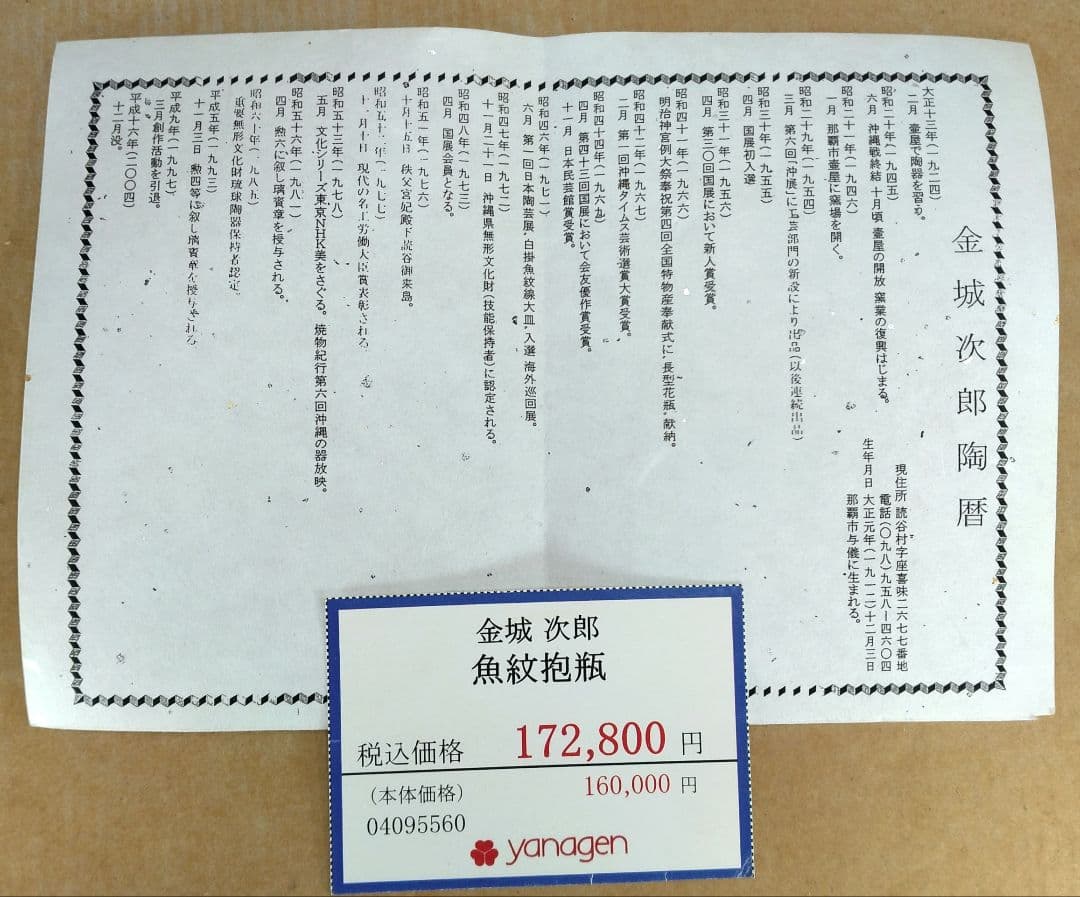 金城次郎陶暦
現住所 読谷村字座喜味二六七七番地
電話(〇九八)九五八ー四六〇四
生年月日 大正元年(一九一二)十二月三日
那覇市与儀に生まれる。
大正十三年(一九二四)
二月 壷屋で陶器を習う。
昭和二十年(一九四五)
六月 沖縄戦終結 十月頃 壷屋の開放 窯業の復興はじまる。
昭和二十一年(一九四六)
一月 那覇市壷屋に窯場を開く。
昭和二十九年(一九五四)
三月 第六回「沖展」に工芸部門の新設により出品(以後連続出品)
昭和三十年(一九五五)
四月 国展初入選
昭和三十一年(一九五六)
四月 第三〇回国展において新人賞受賞。
昭和四十一年(一九六六)
明治神宮例大祭奉祝第四回全国特物産奉献式に、長型花瓶、献納。
昭和四十二年(一九六七)
二月 第一回沖縄タイムス芸術選賞大賞受賞。
昭和四十四年(一九六九)
四月 第四十三回国展において会友優作賞受賞。
十一月 日本民芸館賞受賞。
昭和四六年(一九七一)
六月 第一回日本陶芸展、白掛魚紋線大皿、入選 海外巡回展。
昭和四七年(一九七二)
十一月二十一日 沖縄県無形文化財(技能保持者)に認定される。
昭和四八年(一九七三)
四月 国展会員となる。
昭和五一年(一九七六)
十月十五日 秩父宮妃殿下読谷御来島。
昭和五二年(一九七七)
十一月十日 現代の名工労働大臣賞表彰される
昭和五十三年(一九七八)
五月 文化シリーズ東京NHK美をさぐる。焼物紀行第六回沖縄の器放映。
昭和五十六年(一九八一)
四月 勲六に叙し瑞宝章を授与される。
昭和六十年(一九八五)
重要無形文化財琉球陶器保持者認定。
平成五年(一九九三)
十一月三日 勲四等に叙し瑞宝章を授与される
平成九年(一九九七)
三月創作活動を引退。
平成十六年(二〇〇四)
十二月没。
金城 次郎
魚紋抱瓶
税込価格 172,800 円
(本体価格) 160,000 円
04095560
yanagen